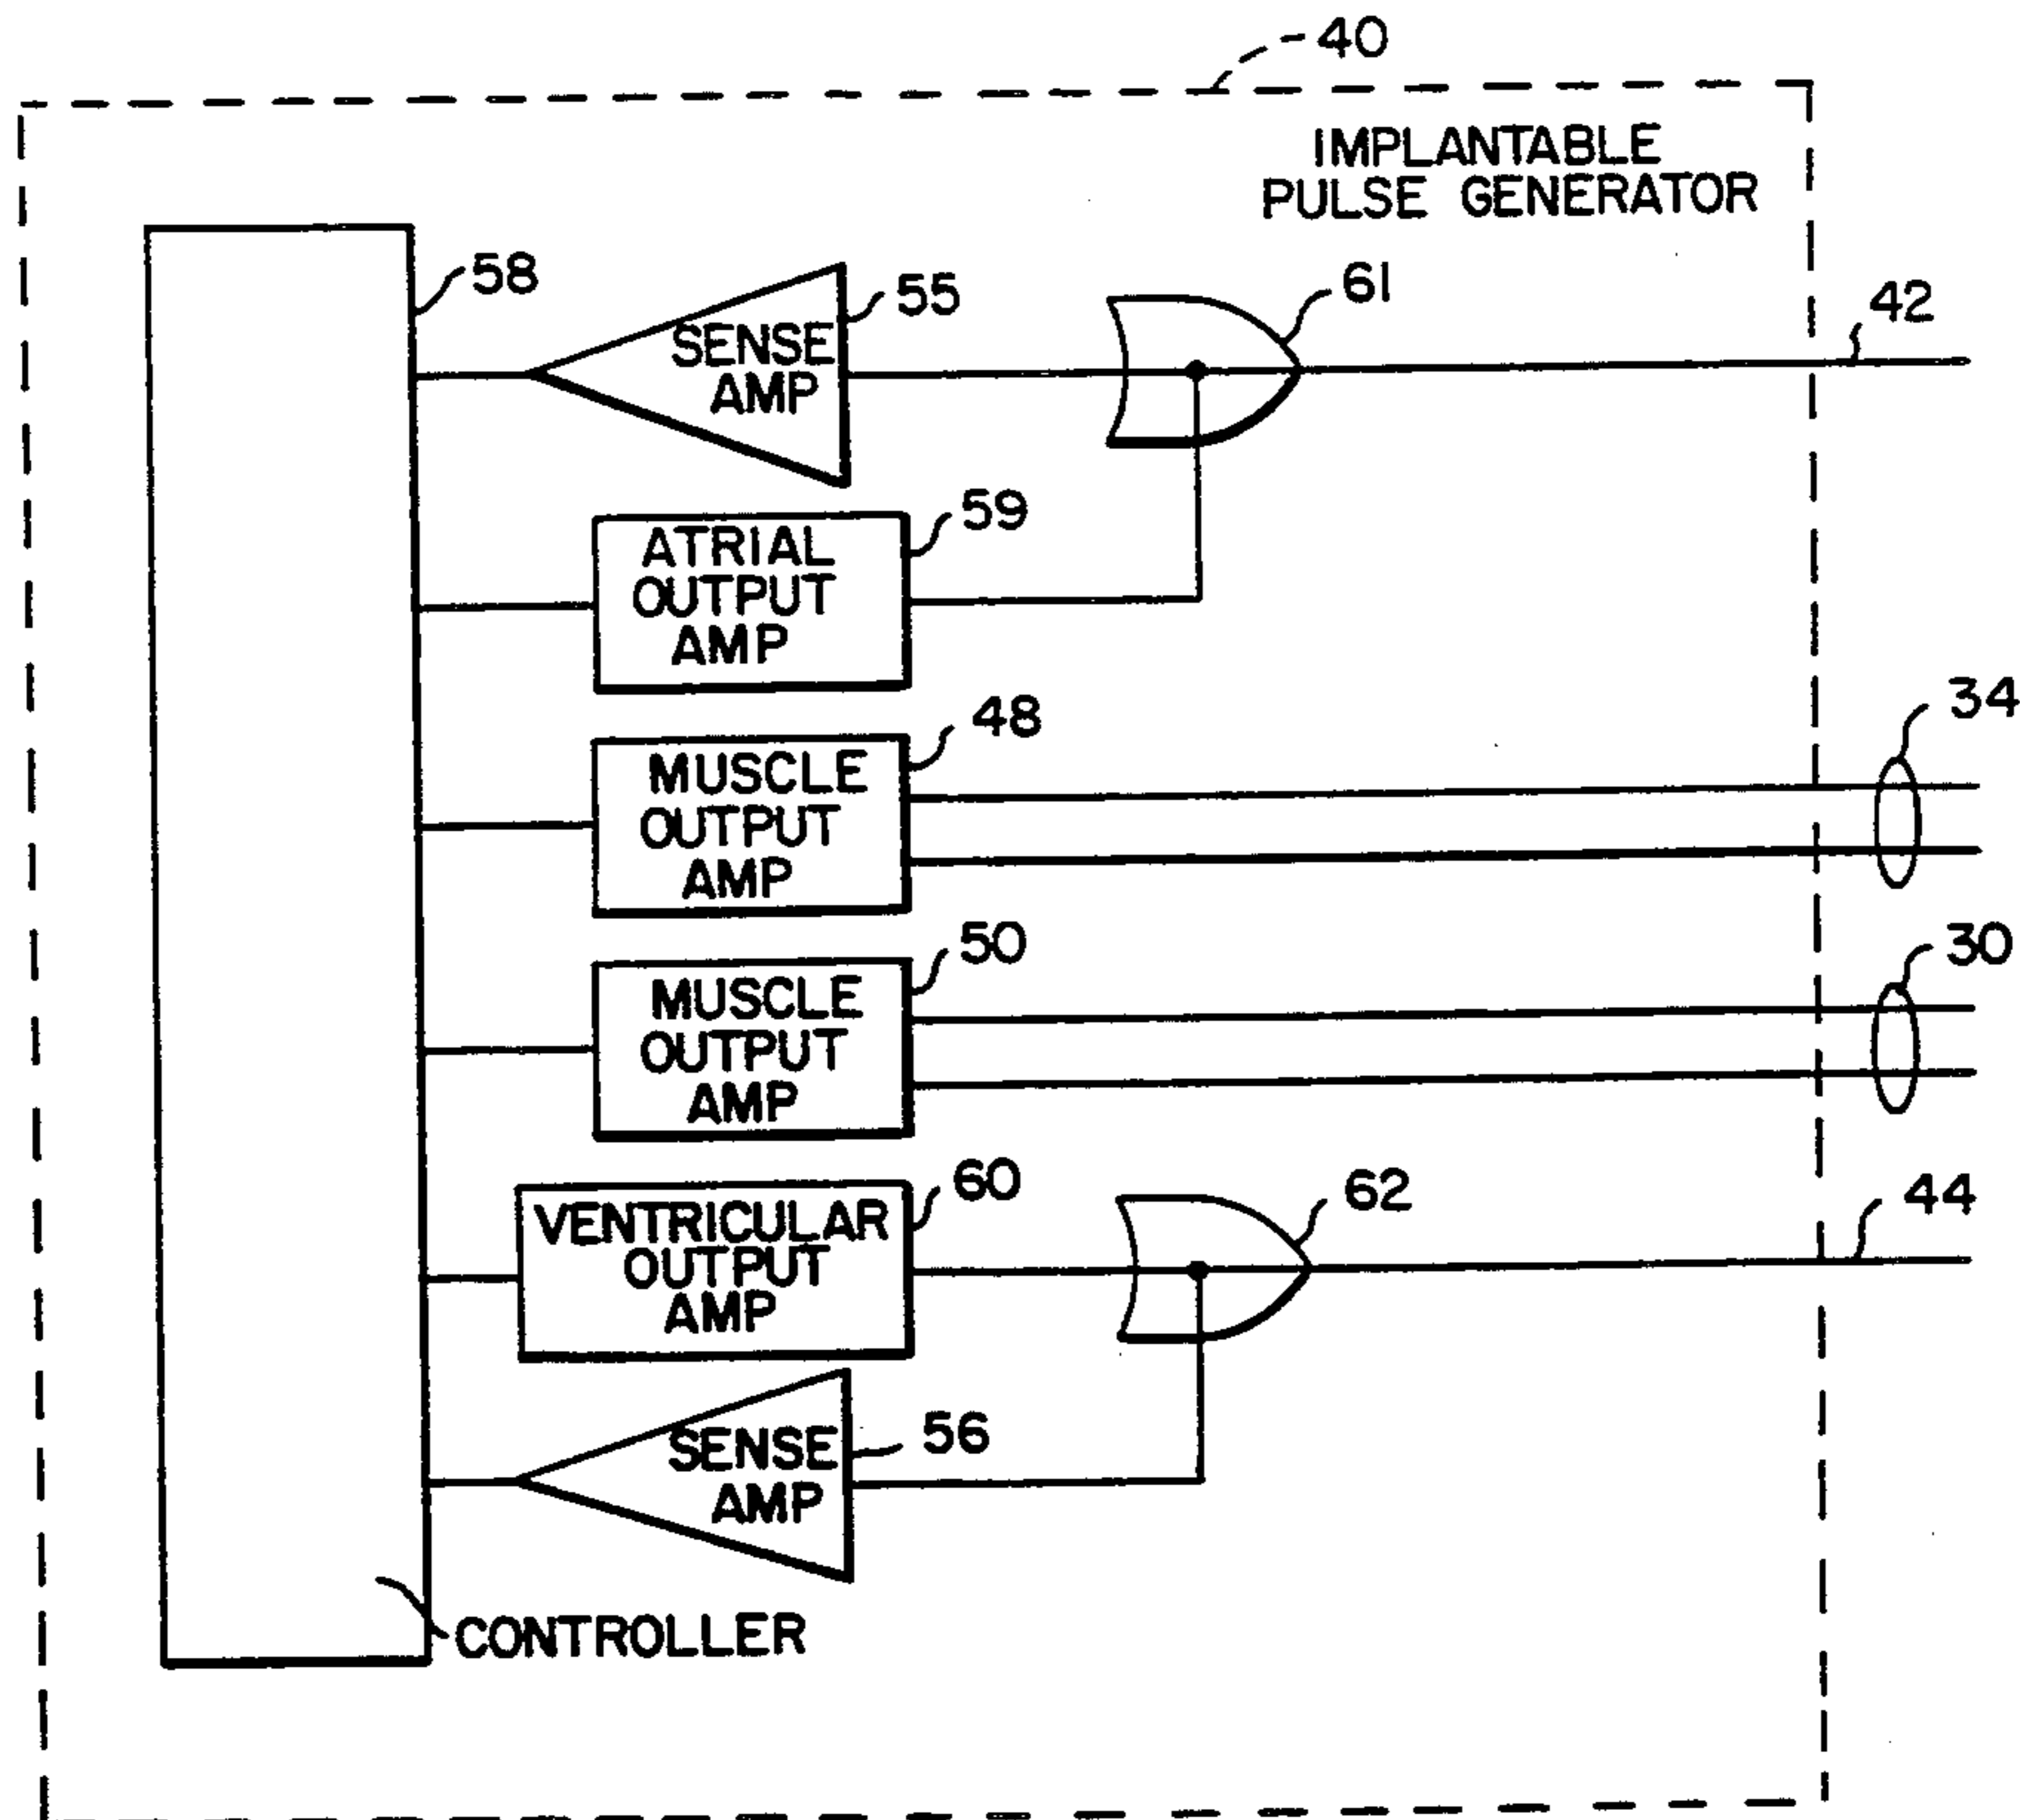 40
IMPLANTABLE
PULSE GENERATOR
58
SENSE
AMP
55
61
42
ATRIAL
OUTPUT
AMP
59
MUSCLE
OUTPUT
AMP
48
34
MUSCLE
OUTPUT
AMP
50
30
VENTRICULAR
OUTPUT
AMP
60
62
44
SENSE
AMP
56
CONTROLLER